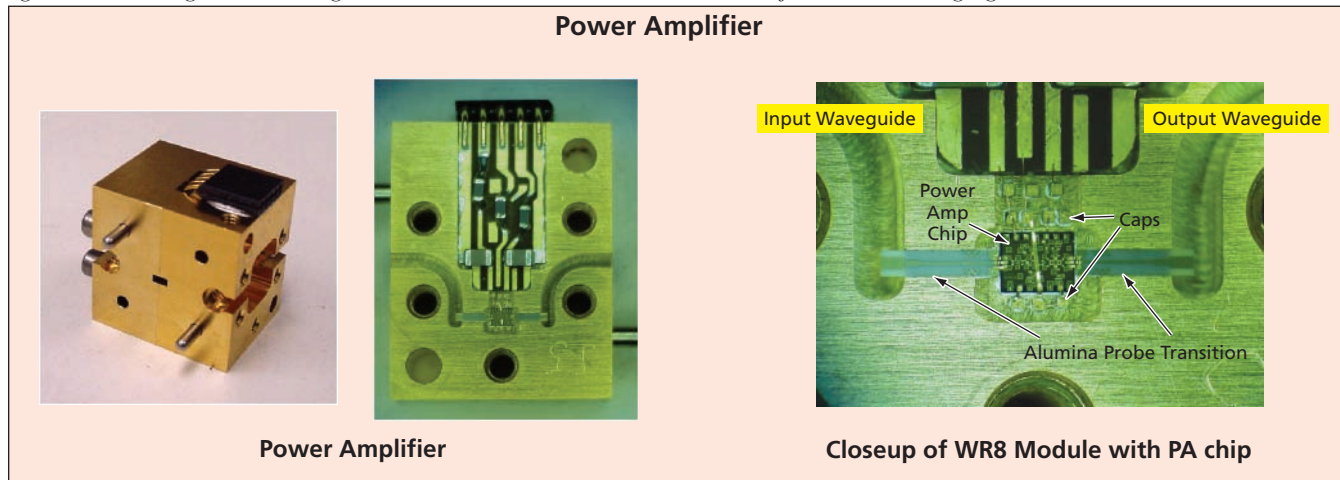 Power Amplifier
Input Waveguide
Output Waveguide
Power
Amp
Chip
Caps
Alumina Probe Transition
Power Amplifier
Closeup of WR8 Module with PA chip